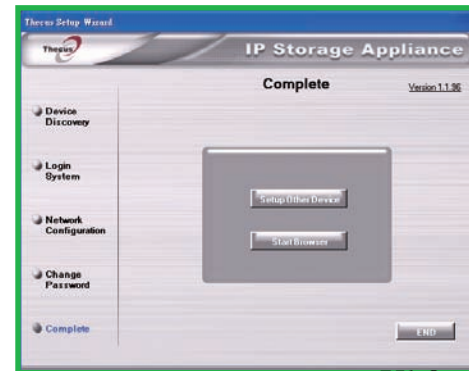 Thecus Setup Wizard
Thecus
IP Storage Appliance
Complete
Version 1.1.96
Device
Discovery
Login
System
Network
Configuration
Change
Password
Complete
Setup Other Device
Start Browser
END